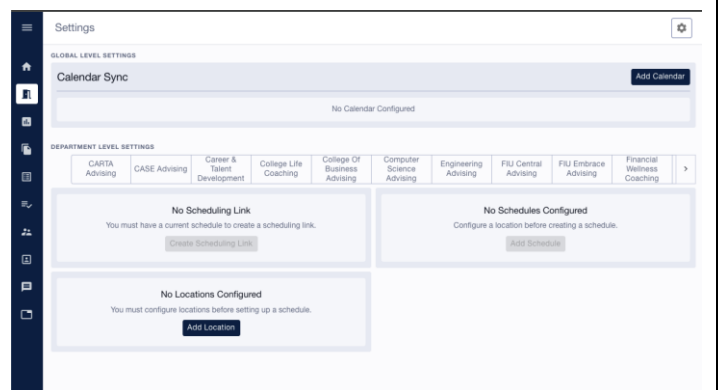 Settings
GLOBAL LEVEL SETTINGS
Calendar Sync
Add Calendar
No Calendar Configured
DEPARTMENT LEVEL SETTINGS
CARTA
Advising
CASE Advising
Career &
Talent
Development
College Life
Coaching
College Of
Business
Advising
Computer
Science
Advising
Engineering
Advising
FIU Central
Advising
FIU Embrace
Advising
Financial
Wellness
Coaching
No Scheduling Link
You must have a current schedule to create a scheduling link.
Create Scheduling Link
No Schedules Configured
Configure a location before creating a schedule.
Add Schedule
No Locations Configured
You must configure locations before setting up a schedule.
Add Location